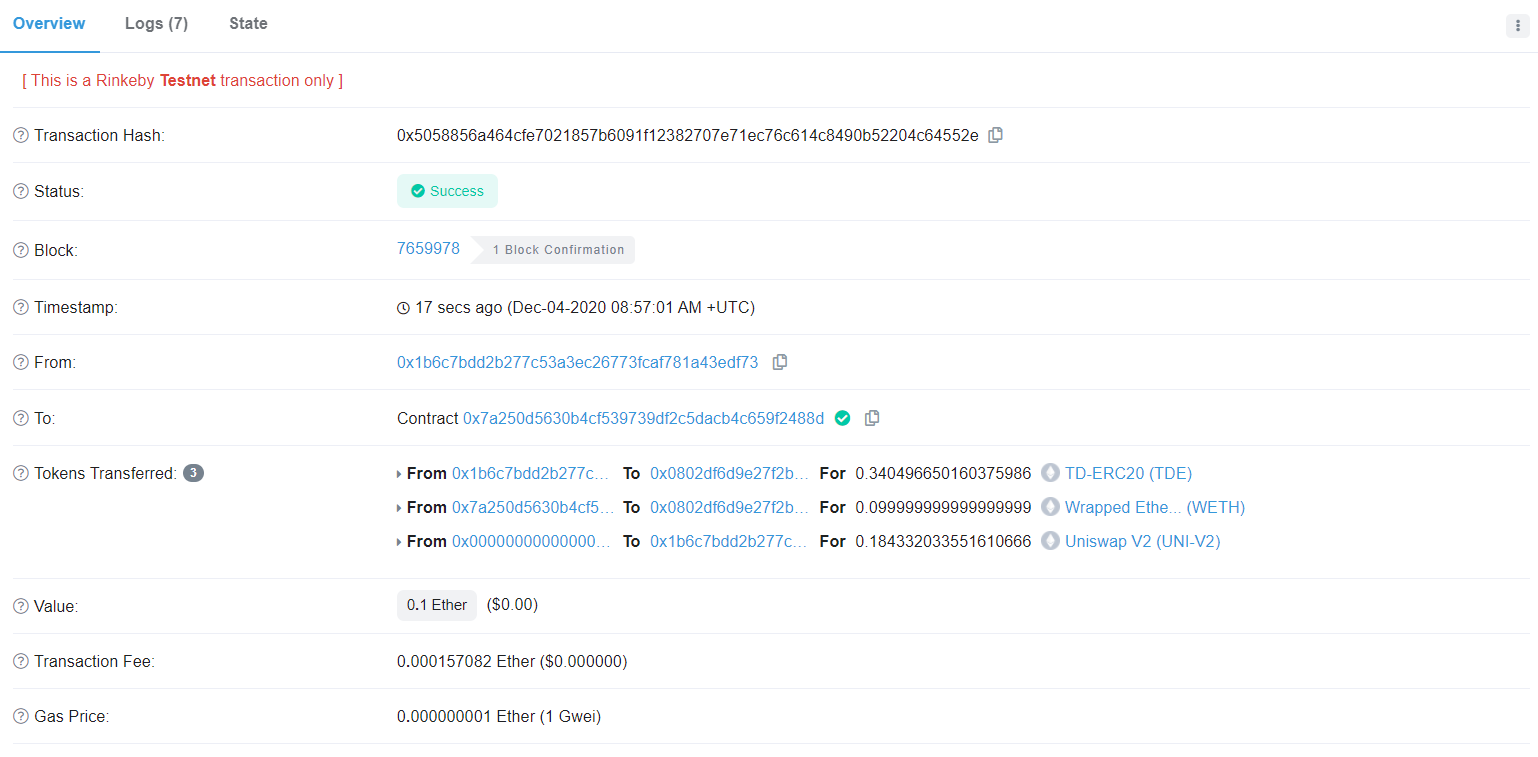 Overview Logs (7) State
[ This is a Rinkeby Testnet transaction only ]
Transaction Hash: 0x5058856a464cfe7021857b6091f12382707e71ec76c614c8490b52204c64552e
Status: Success
Block: 7659978 1 Block Confirmation
Timestamp: 17 secs ago (Dec-04-2020 08:57:01 AM +UTC)
From: 0x1b6c7bdd2b277c53a3ec26773fcaf781a43edf73
To: Contract 0x7a250d5630b4cf539739df2c5dacb4c659f2488d
Tokens Transferred: 3 From 0x1b6c7bdd2b277c... To 0x0802df6d9e27f2b... For 0.340496650160375986 TD-ERC20 (TDE)
From 0x7a250d5630b4cf5... To 0x0802df6d9e27f2b... For 0.099999999999999999 Wrapped Ethe... (WETH)
From 0x00000000000000... To 0x1b6c7bdd2b277c... For 0.184332033551610666 Uniswap V2 (UNI-V2)
Value: 0.1 Ether ($0.00)
Transaction Fee: 0.000157082 Ether ($0.000000)
Gas Price: 0.000000001 Ether (1 Gwei)